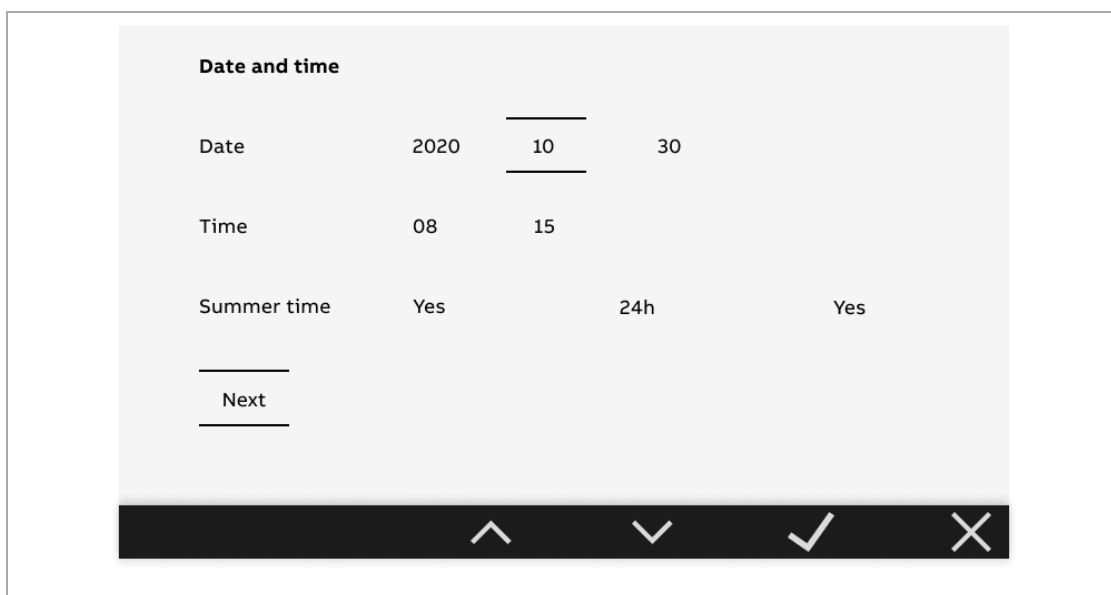 Date and time
Date 2020 10 30
Time 08 15
Summer time Yes 24h Yes
Next